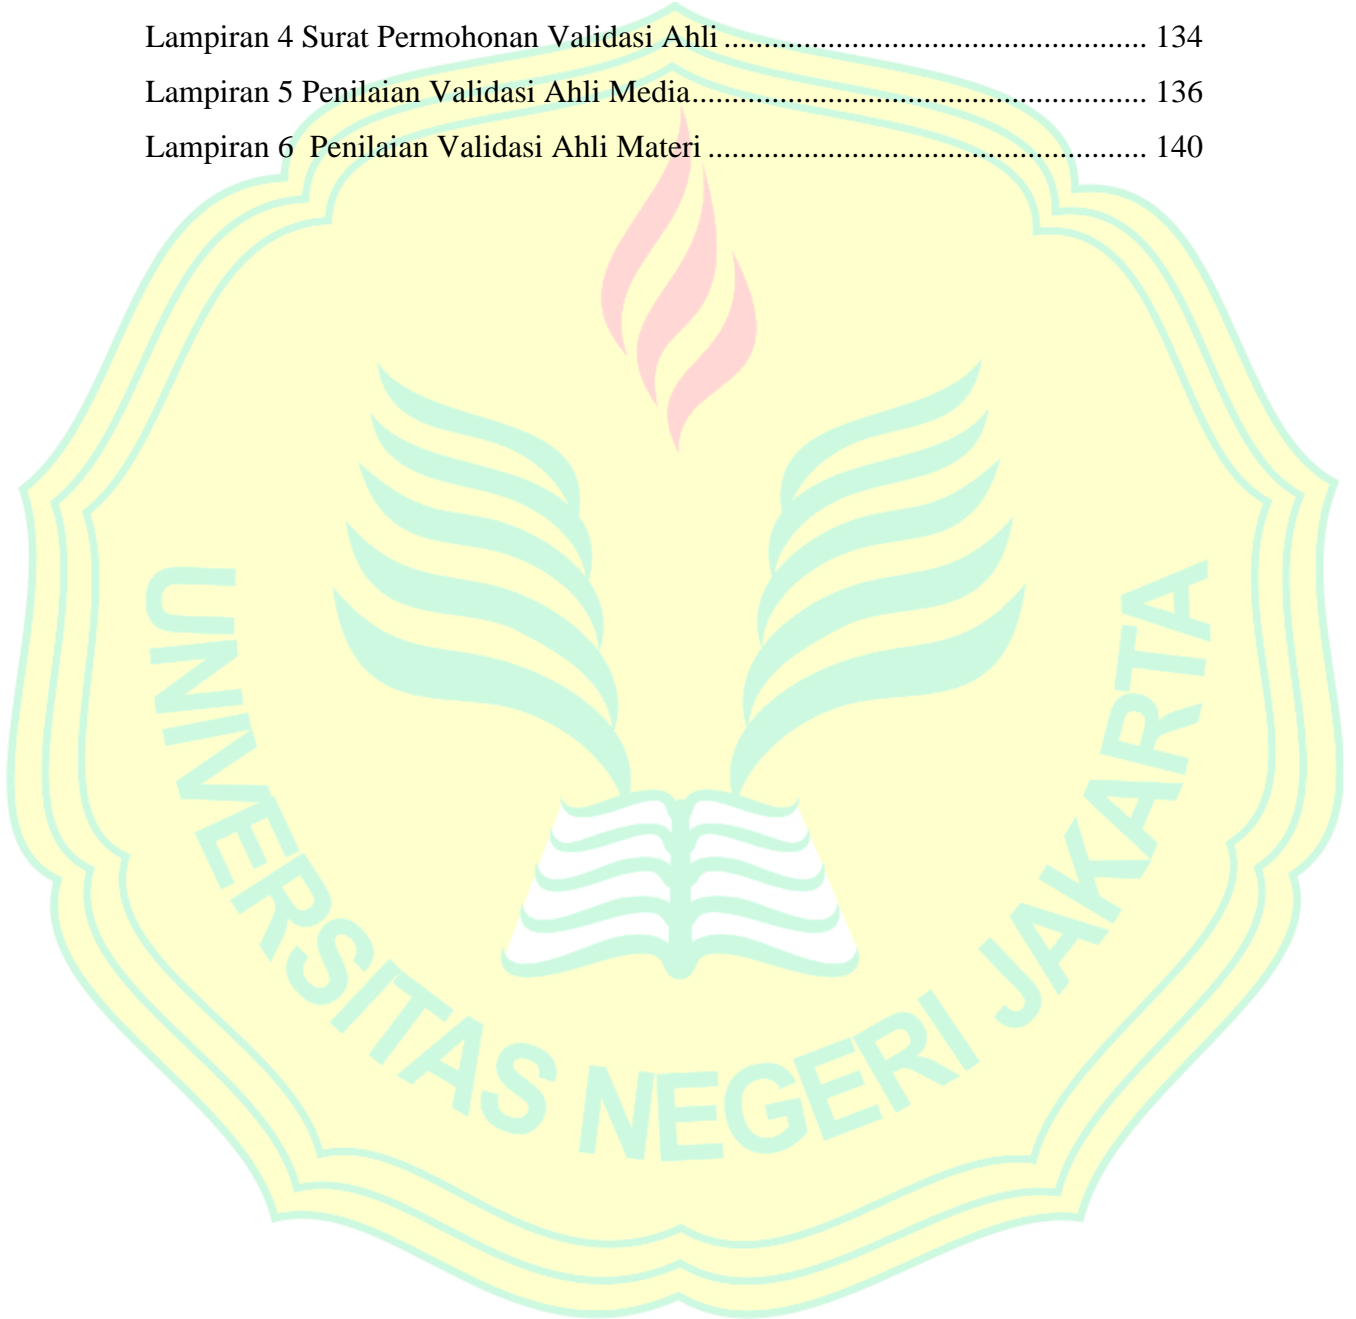 Lampiran 4 Surat Permohonan Validasi Ahli ..................................................... 134
Lampiran 5 Penilaian Validasi Ahli Media......................................................... 136
Lampiran 6  Penilaian Validasi Ahli Materi ....................................................... 140
UNIVERSITAS NEGERI JAKARTA